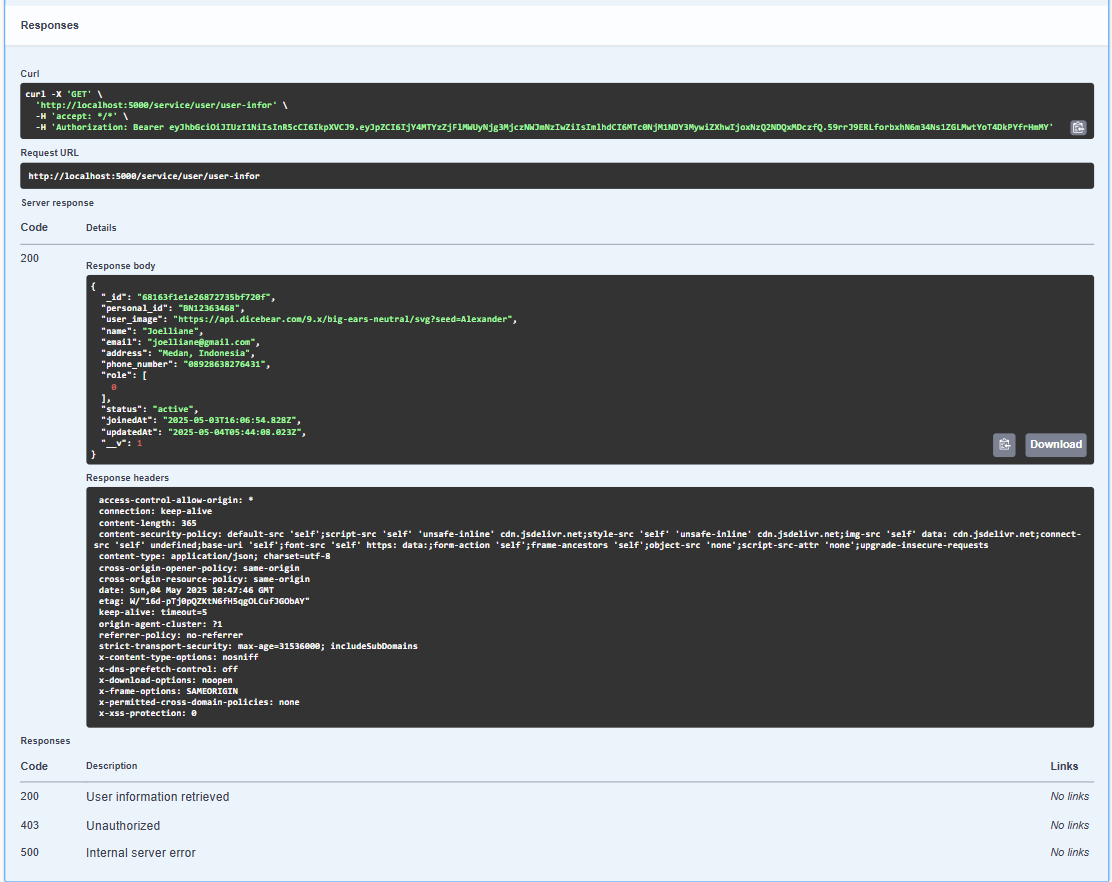 Responses
Curl
curl -X 'GET' \
'http://localhost:5000/service/user/user-infor' \
-H 'accept: */*' \
-H 'Authorization: Bearer eyJhbGciOiJIUzI1NiIsInR5cCI6IkpXVCJ9.eyJpZCI6IjY4MTYzZjFlMWUyNjg3MjczNWJmNzIwZiIsImlhdCI6MTc0NjM1NDY3MywiZXhwIjoxNzQ2NDQxMDczfQ.59rrJ9ERLforbxhN6m34Ns1ZGLMwtYoT4DkPYfrHmMY'
Request URL
http://localhost:5000/service/user/user-infor
Server response
Code Details
200
Response body
{
"_id": "68163f1e1e26872735bf720f",
"personal_id": "BN12363468",
"user_image": "https://api.dicebear.com/9.x/big-ears-neutral/svg?seed=Alexander",
"name": "Joelliane",
"email": "joelliane@gmail.com",
"address": "Medan, Indonesia",
"phone_number": "08928638276431",
"role": [
0
],
"status": "active",
"joinedAt": "2025-05-03T16:06:54.828Z",
"updatedAt": "2025-05-04T05:44:08.023Z",
"__v": 1
}
Download
Response headers
access-control-allow-origin: *
connection: keep-alive
content-length: 365
content-security-policy: default-src 'self';script-src 'self' 'unsafe-inline' cdn.jsdelivr.net;style-src 'self' 'unsafe-inline' cdn.jsdelivr.net;img-src 'self' data: cdn.jsdelivr.net;connect-
src 'self' undefined;base-uri 'self';font-src 'self' https: data:;form-action 'self';frame-ancestors 'self';object-src 'none';script-src-attr 'none';upgrade-insecure-requests
content-type: application/json; charset=utf-8
cross-origin-opener-policy: same-origin
cross-origin-resource-policy: same-origin
date: Sun,04 May 2025 10:47:46 GMT
etag: W/"16d-pTj0pQZKtN6fH5qgOLCufJGObAY"
keep-alive: timeout=5
origin-agent-cluster: ?1
referrer-policy: no-referrer
strict-transport-security: max-age=31536000; includeSubDomains
x-content-type-options: nosniff
x-dns-prefetch-control: off
x-download-options: noopen
x-frame-options: SAMEORIGIN
x-permitted-cross-domain-policies: none
x-xss-protection: 0
Responses
Code Description Links
200 User information retrieved No links
403 Unauthorized No links
500 Internal server error No links